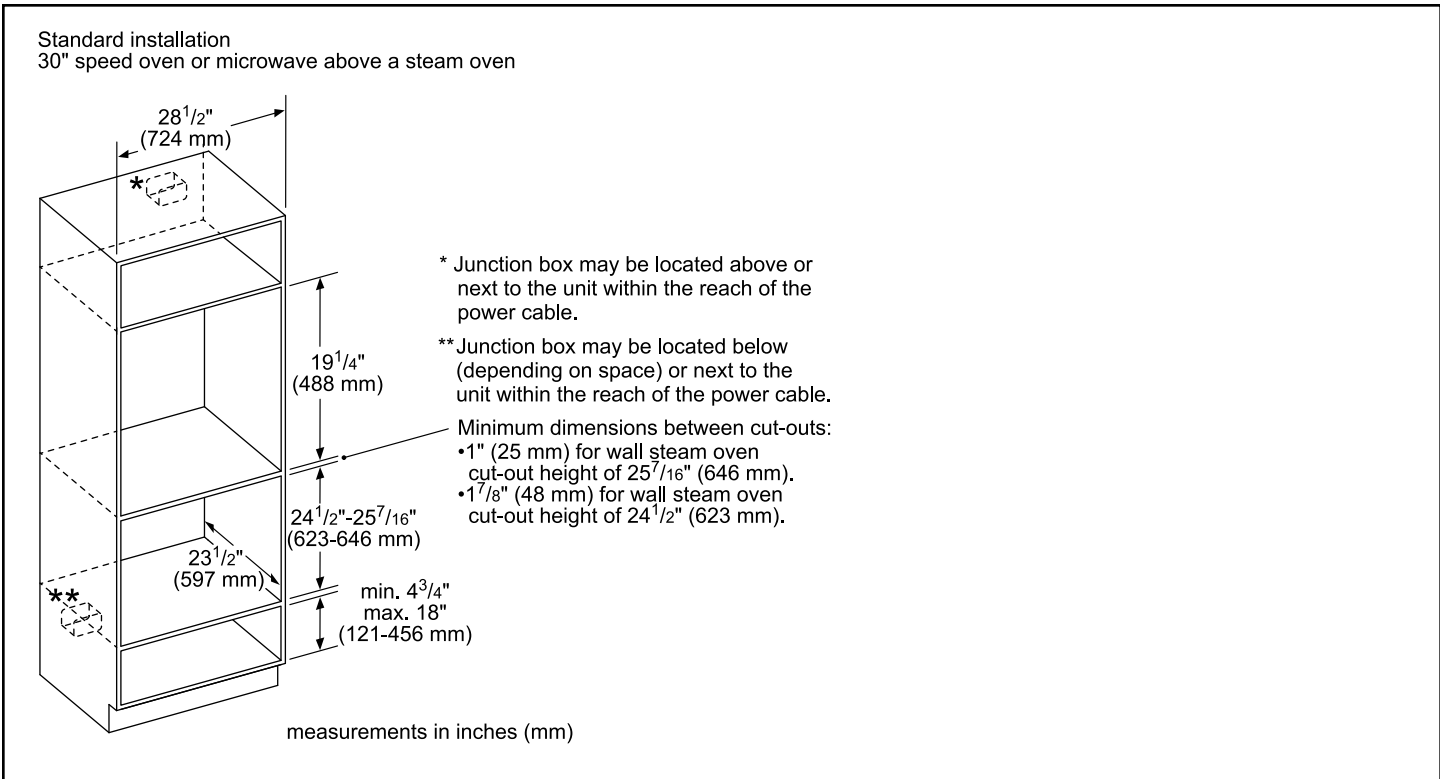 Standard installation
30" speed oven or microwave above a steam oven
28 1/2"
(724 mm)
*
* Junction box may be located above or
next to the unit within the reach of the
power cable.
**Junction box may be located below
(depending on space) or next to the
unit within the reach of the power cable.
19 1/4"
(488 mm)
Minimum dimensions between cut-outs:
•1" (25 mm) for wall steam oven
cut-out height of 25 7/16" (646 mm).
•1 7/8" (48 mm) for wall steam oven
cut-out height of 24 1/2" (623 mm).
24 1/2"-25 7/16"
(623-646 mm)
23 1/2"
(597 mm)
**
min. 4 3/4"
max. 18"
(121-456 mm)
measurements in inches (mm)